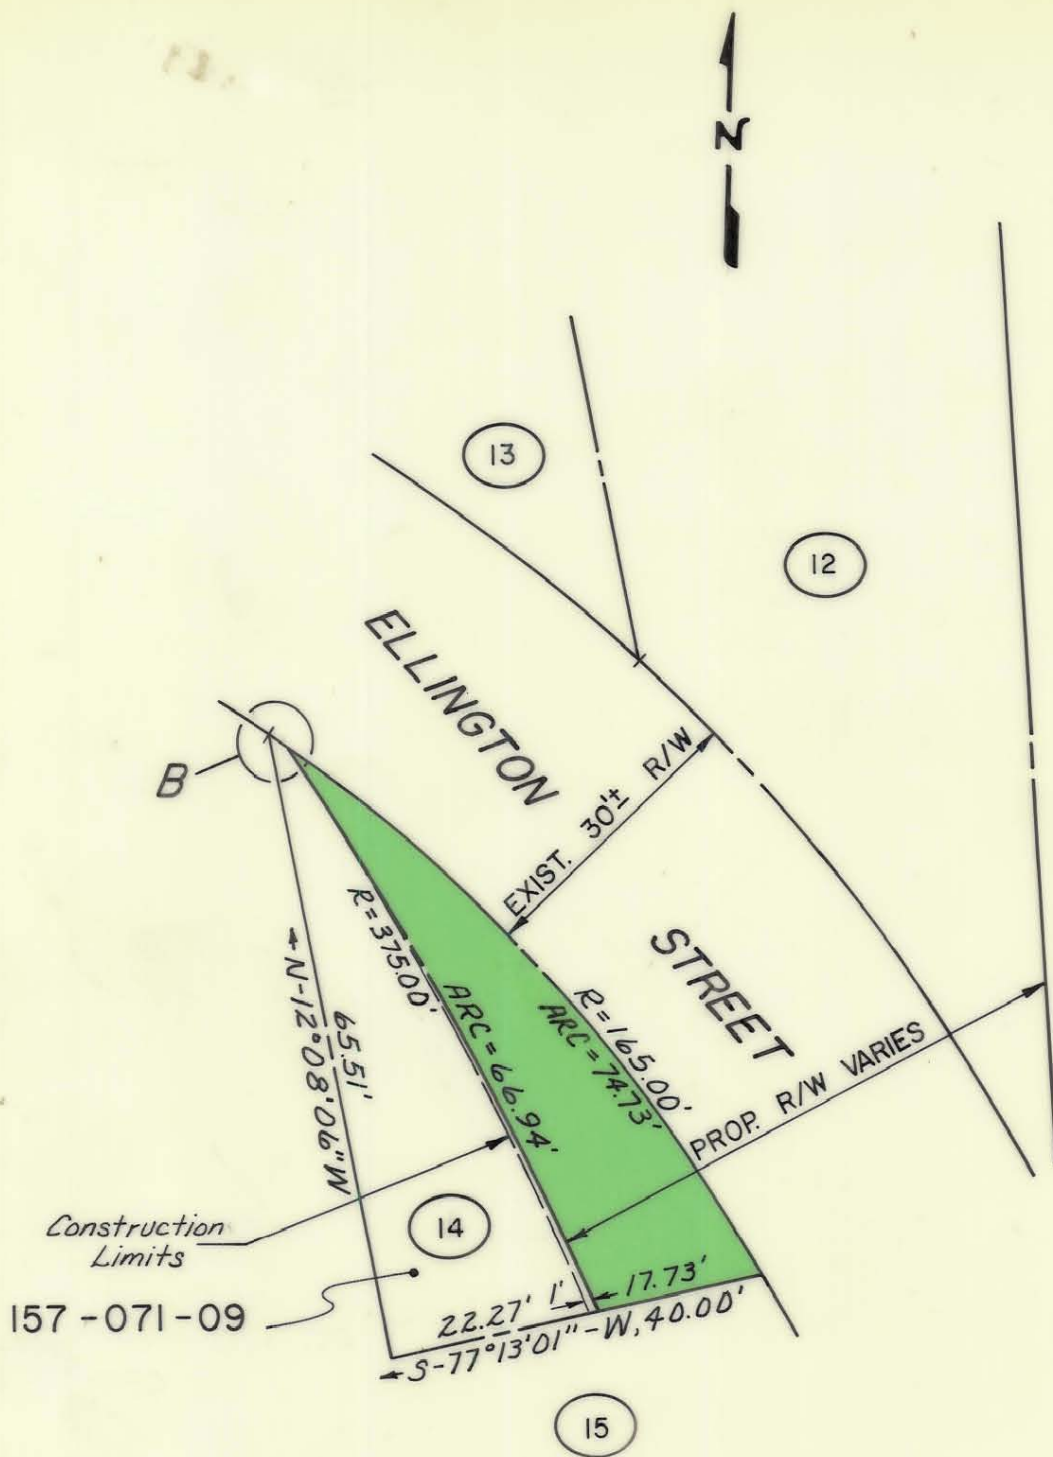 N
13
12
ELLINGTON
STREET
B
EXIST. 30'± R/W
R=375.00'
ARC=66.94'
R=165.00'
ARC=74.73'
PROP. R/W VARIES
65.51'
N-12°08'06"W
Construction
Limits
14
157-071-09
22.27'
1'
17.73'
S-77°13'01"-W, 40.00'
15